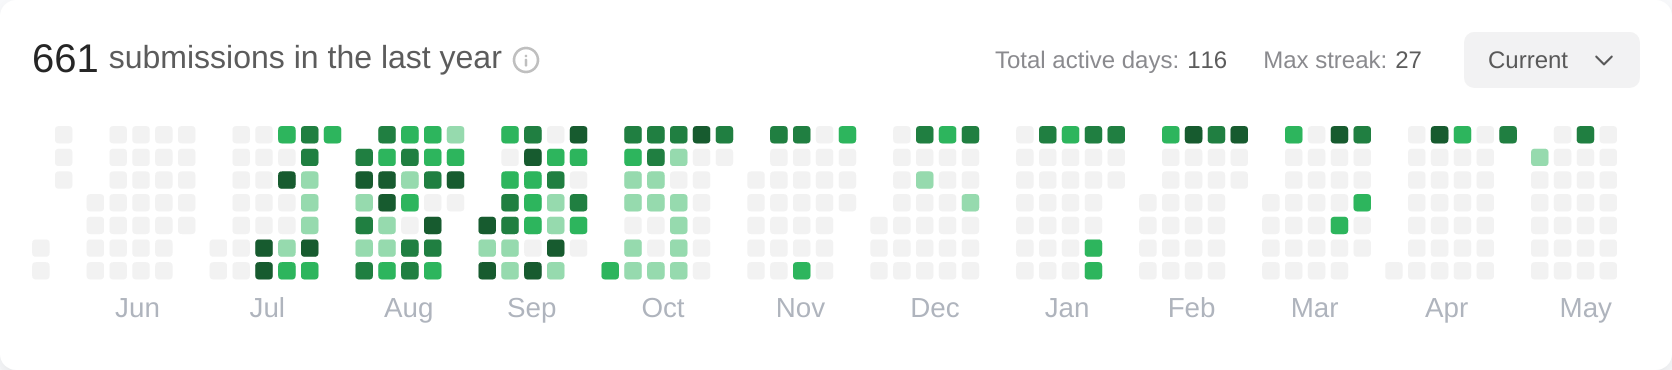 661 submissions in the last year
Total active days: 116 Max streak: 27 Current
Jun Jul Aug Sep Oct Nov Dec Jan Feb Mar Apr May